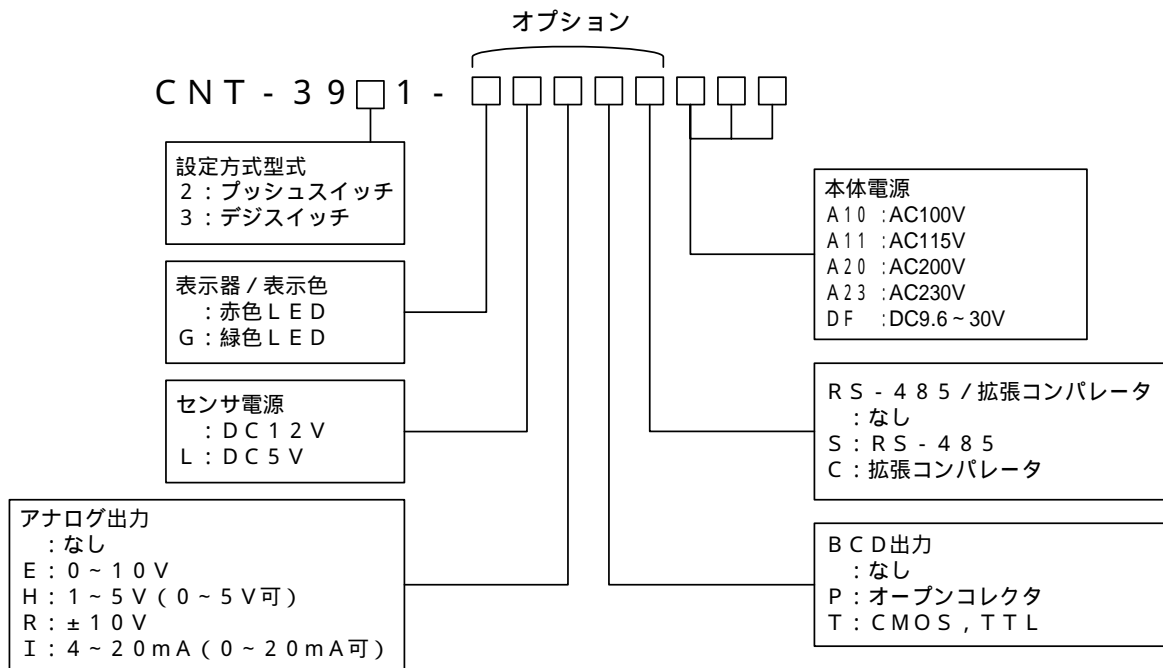 オプション
CNT-39□1-□□□□□□□□
設定方式型式
2:プッシュスイッチ
3:デジスイッチ
表示器/表示色
:赤色LED
G:緑色LED
センサ電源
:DC12V
L:DC5V
アナログ出力
:なし
E:0~10V
H:1~5V(0~5V可)
R:±10V
I:4~20mA(0~20mA可)
本体電源
A10 :AC100V
A11 :AC115V
A20 :AC200V
A23 :AC230V
DF :DC9.6~30V
RS-485/拡張コンパレータ
:なし
S:RS-485
C:拡張コンパレータ
BCD出力
:なし
P:オープンコレクタ
T:CMOS,TTL